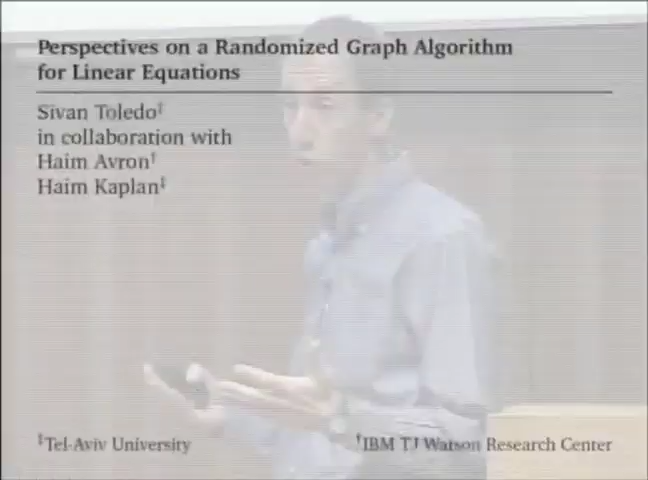 Perspectives on a Randomized Graph Algorithm
for Linear Equations
Sivan Toledo‡
in collaboration with
Haim Avron†
Haim Kaplan‡
‡Tel-Aviv University
†IBM TJ Watson Research Center